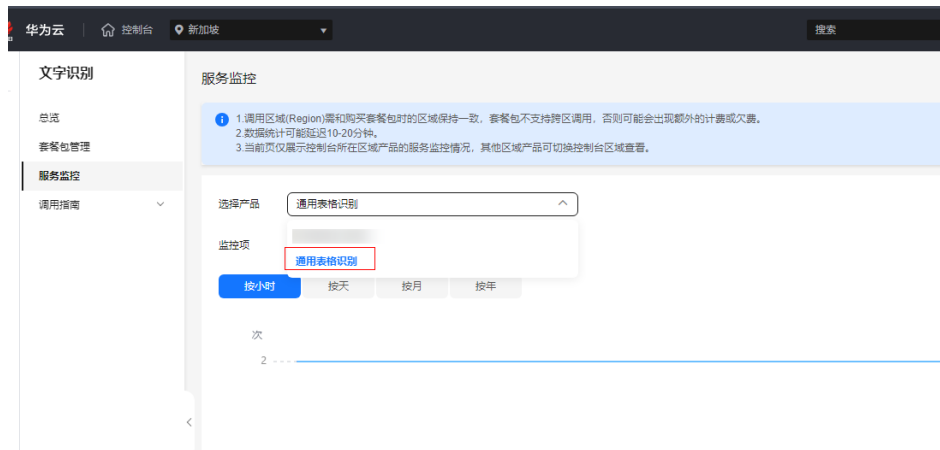 华为云
控制台
新加坡
搜索
文字识别
总览
套餐包管理
服务监控
调用指南
服务监控
1.调用区域(Region)需和购买套餐包时的区域保持一致，套餐包不支持跨区调用，否则可能会出现额外的计费或欠费。
2.数据统计可能延迟10-20分钟。
3.当前页仅展示控制台所在区域产品的服务监控情况，其他区域产品可切换控制台区域查看。
选择产品
通用表格识别
监控项
通用表格识别
按小时
按天
按月
按年
次
2